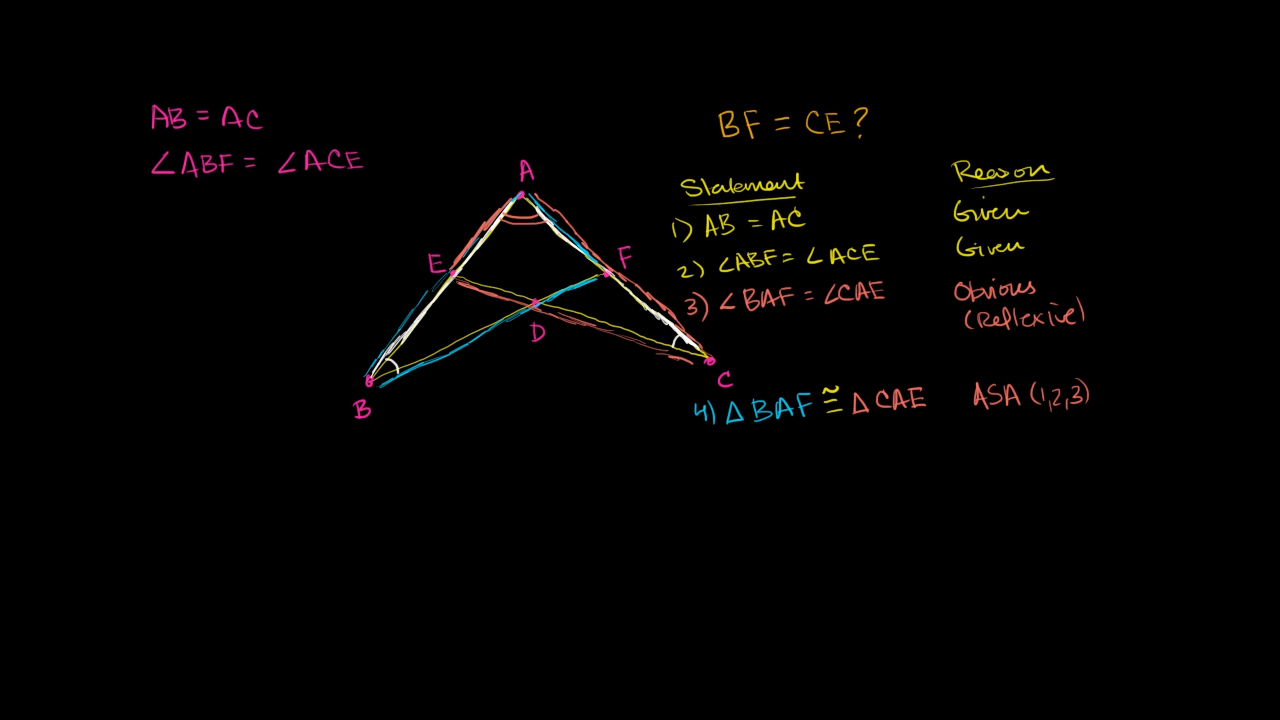 AB = AC
∠ABF = ∠ACE
BF = CE?
A
E
F
D
B
C
Statement Reason
1) AB = AC Given
2) ∠ABF = ∠ACE Given
3) ∠BAF = ∠CAE Obvious
(Reflexive)
4) △BAF ≅ △CAE ASA (1,2,3)